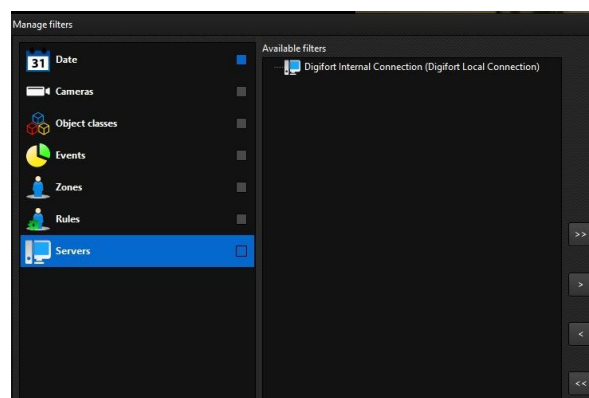 Manage filters
Available filters
31 Date
Digifort Internal Connection (Digifort Local Connection)
Cameras
Object classes
Events
Zones
Rules
>>
Servers
>
<
<<